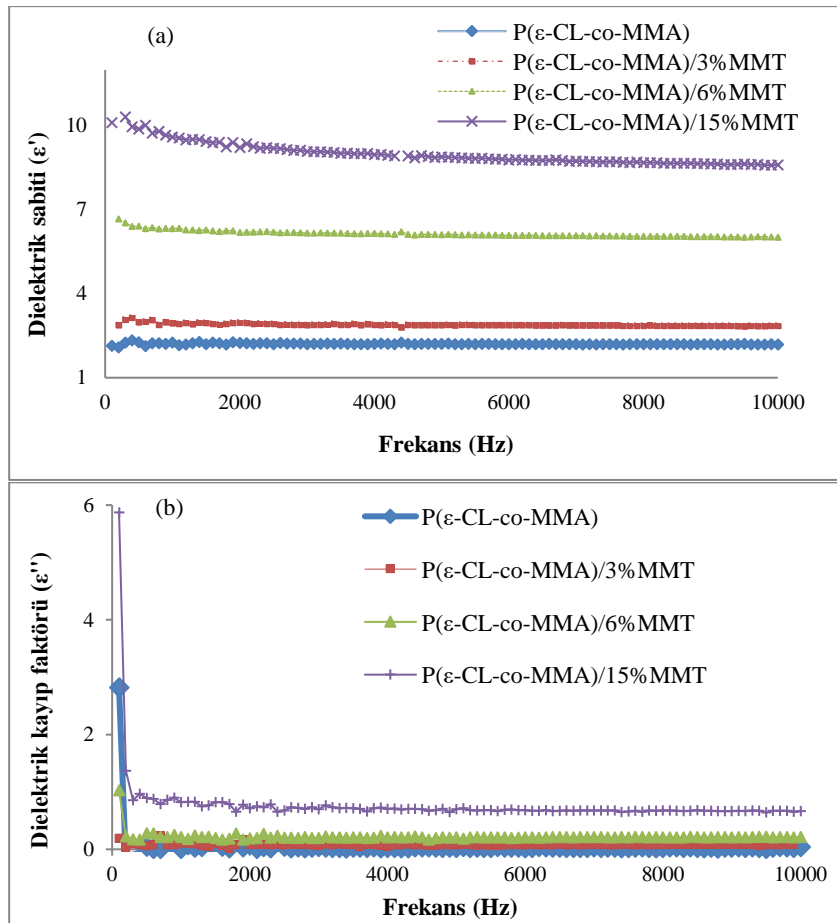 (a)
P(ε-CL-co-MMA)
P(ε-CL-co-MMA)/3%MMT
P(ε-CL-co-MMA)/6%MMT
P(ε-CL-co-MMA)/15%MMT
Dielektrik sabiti (ε')
10
7
4
1
0
2000
4000
6000
8000
10000
Frekans (Hz)
(b)
P(ε-CL-co-MMA)
P(ε-CL-co-MMA)/3%MMT
P(ε-CL-co-MMA)/6%MMT
P(ε-CL-co-MMA)/15%MMT
Dielektrik kayıp faktörü (ε'')
6
4
2
0
0
2000
4000
6000
8000
10000
Frekans (Hz)